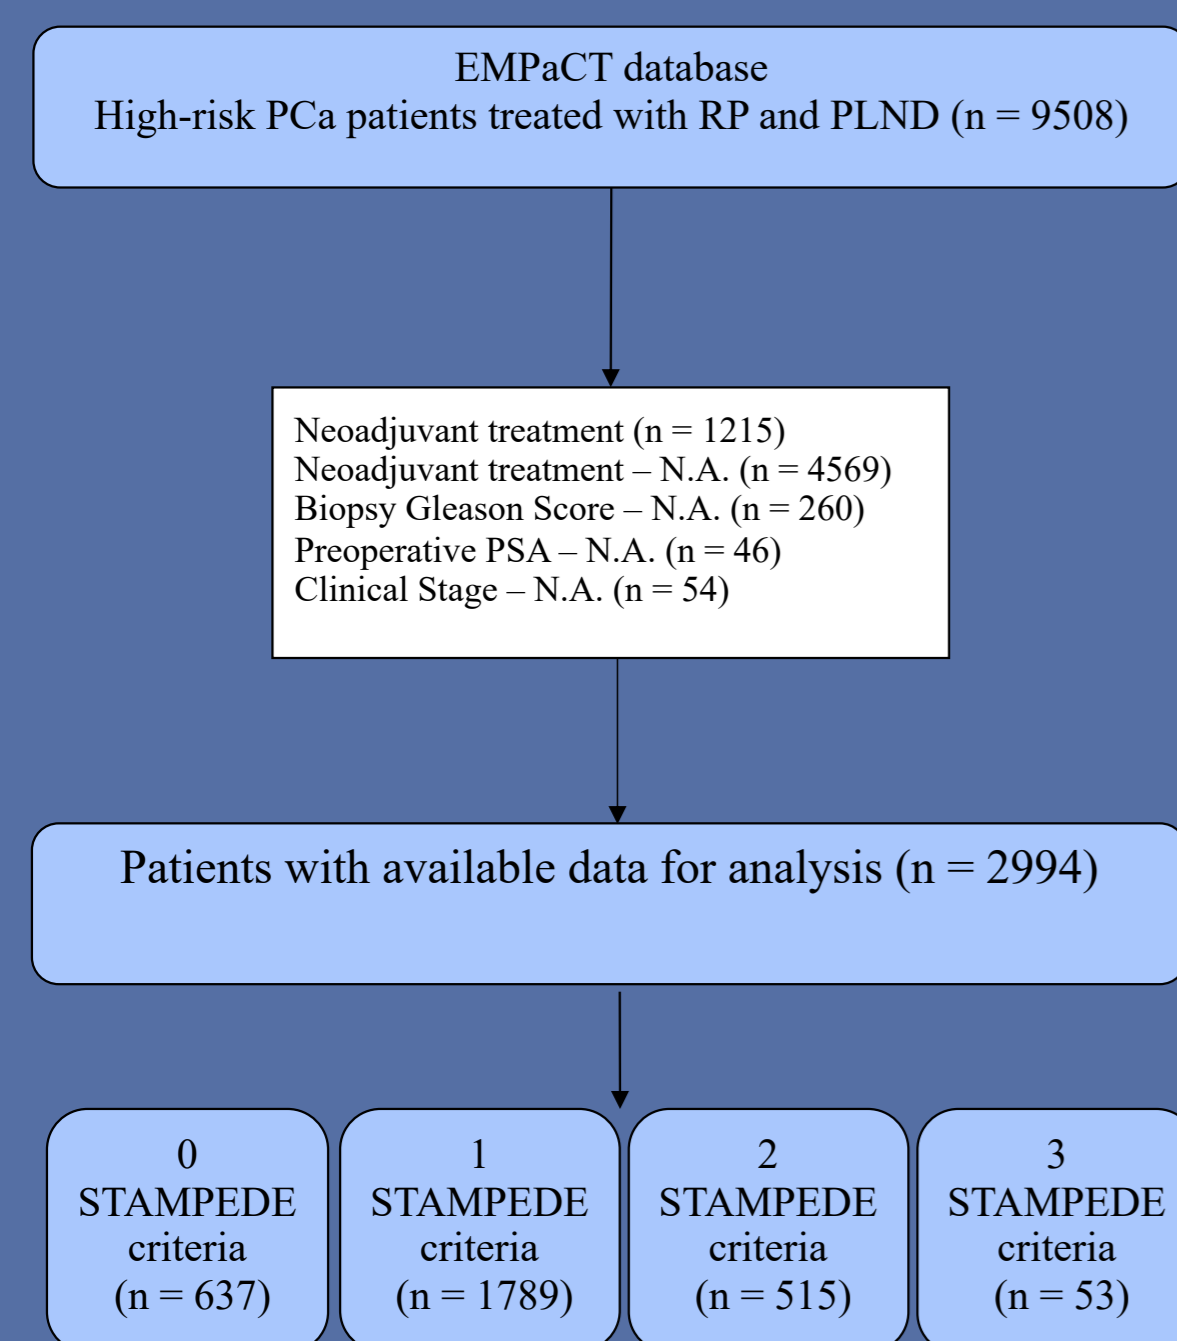 EMPaCT database
High-risk PCa patients treated with RP and PLND (n = 9508)
Neoadjuvant treatment (n = 1215)
Neoadjuvant treatment – N.A. (n = 4569)
Biopsy Gleason Score – N.A. (n = 260)
Preoperative PSA – N.A. (n = 46)
Clinical Stage – N.A. (n = 54)
Patients with available data for analysis (n = 2994)
0
STAMPEDE
criteria
(n = 637)
1
STAMPEDE
criteria
(n = 1789)
2
STAMPEDE
criteria
(n = 515)
3
STAMPEDE
criteria
(n = 53)